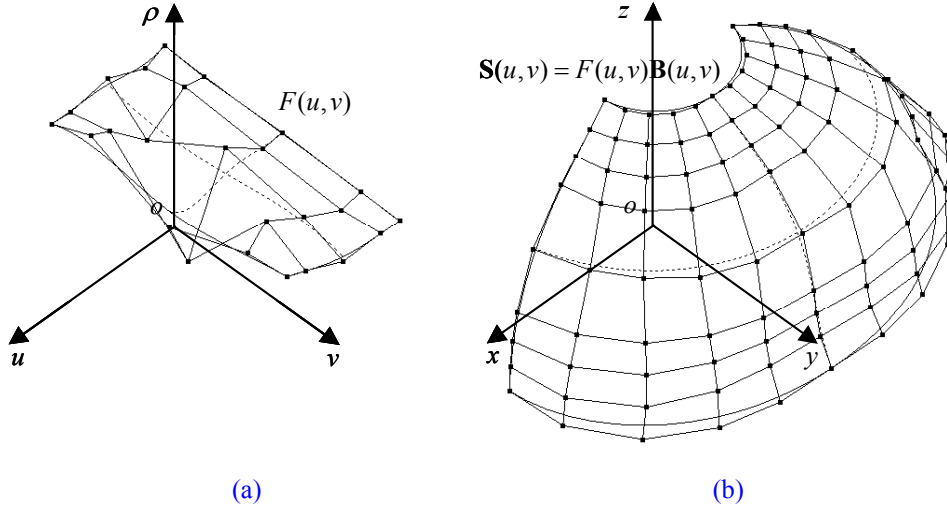 ρ
F(u,v)
o
u
v
(a)
z
S(u,v) = F(u,v)B(u,v)
o
x
y
(b)